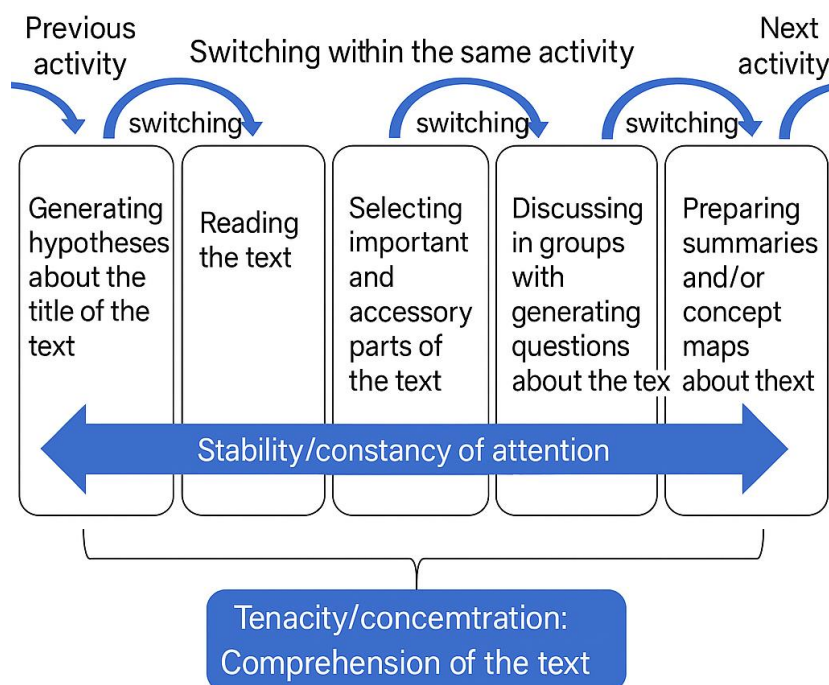 Previous
activity
Switching within the same activity
Next
activity
switching
switching
switching
Generating
hypotheses
about the
title of the
text
Reading
the text
Selecting
important
and
accessory
parts of
the text
Discussing
in groups
with
generating
questions
about the tex
Preparing
summaries
and/or
concept
maps
about thext
Stability/constancy of attention
Tenacity/concemtration:
Comprehension of the text